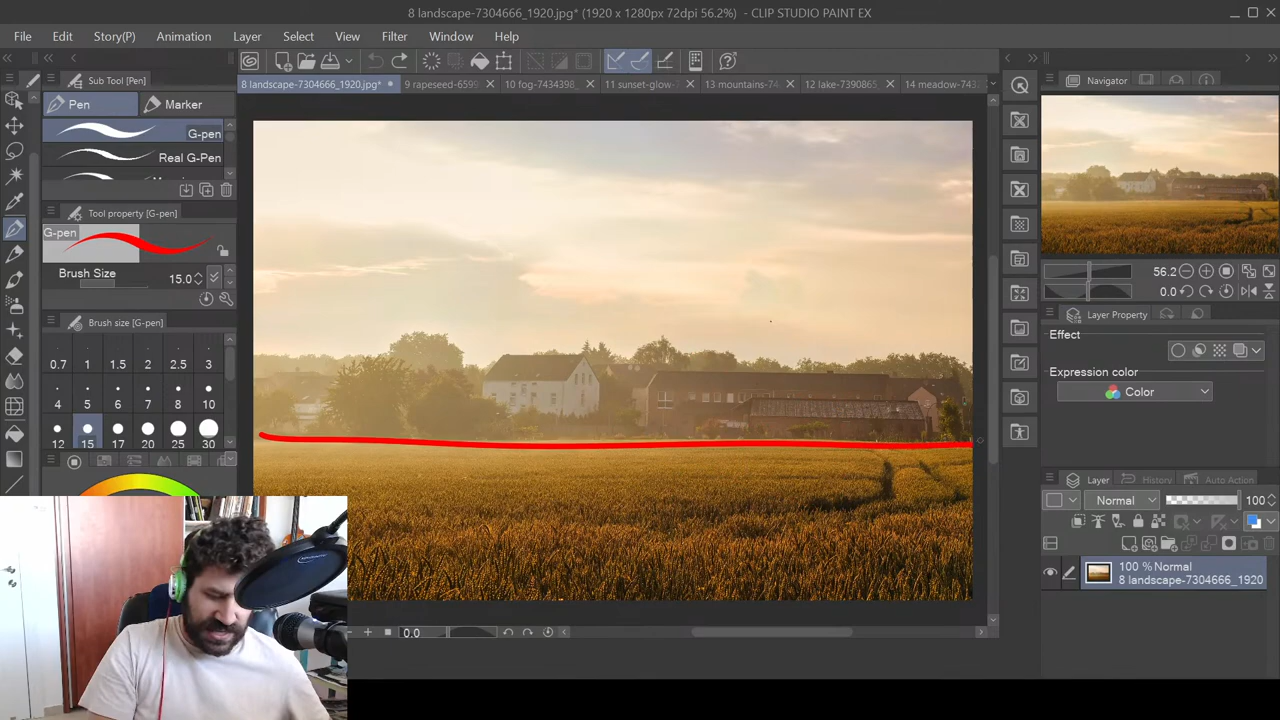 8 landscape-7304666_1920.jpg* (1920 x 1280px 72dpi 56.2%) - CLIP STUDIO PAINT EX
File Edit Story(P) Animation Layer Select View Filter Window Help
Sub Tool [Pen]
8 landscape-7304666_1920.jpg* 9 rapeseed-6599 10 fog-7434398_ 11 sunset-glow-7 13 mountains-74 12 lake-7390865_ 14 meadow-743
Navigator
Pen Marker
G-pen
Real G-Pen
Tool property [G-pen]
G-pen
Brush Size 15.0
56.2
0.0
Brush size [G-pen]
Layer Property
Effect
0.7 1 1.5 2 2.5 3
Expression color
Color
4 5 6 7 8 10
12 15 17 20 25 30
Layer History Auto Action
Normal 100
100 % Normal
8 landscape-7304666_1920
0.0